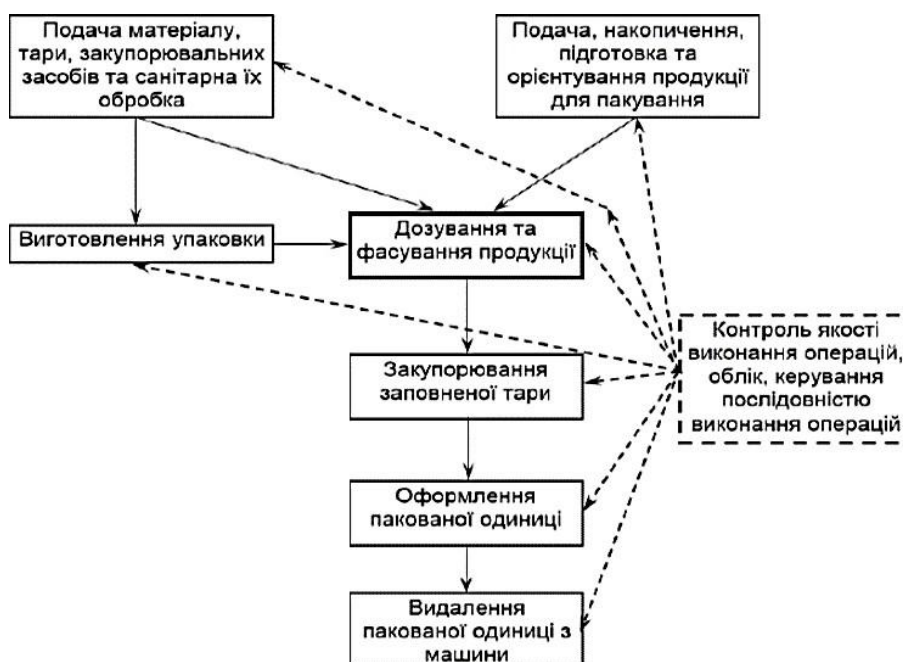 Подача матеріалу,
тари, закупорювальних
засобів та санітарна їх
обробка
Подача, накопичення,
підготовка та
орієнтування продукції
для пакування
Виготовлення упаковки
Дозування та
фасування продукції
Контроль якості
виконання операцій,
облік, керування
послідовністю
виконання операцій
Закупорювання
заповненої тари
Оформлення
пакованої одиниці
Видалення
пакованої одиниці з
машини